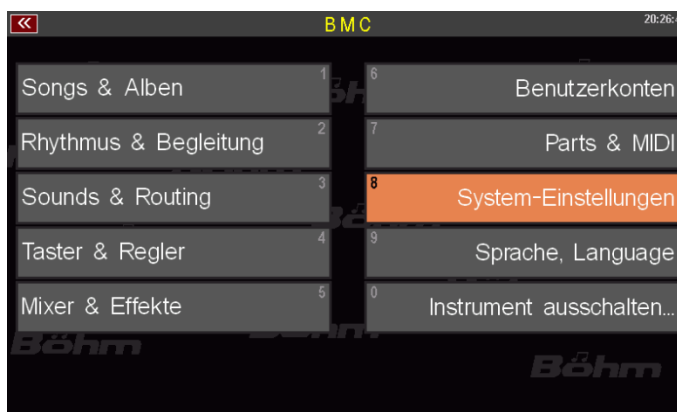 BMC 20:26:
Songs & Alben 1
6 Benutzerkonten
Rhythmus & Begleitung 2
7 Parts & MIDI
Sounds & Routing 3
8 System-Einstellungen
Taster & Regler 4
9 Sprache, Language
Mixer & Effekte 5
0 Instrument ausschalten...
Böhm
Böhm